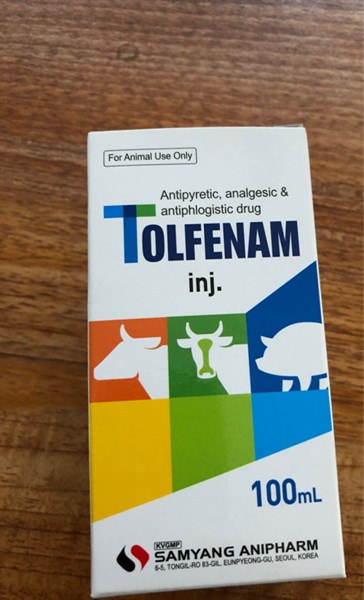 For Animal Use Only
Antipyretic, analgesic &
antiphlogistic drug
TOLFENAM
inj.
100mL
KVGMP
SAMYANG ANIPHARM
6-5, TONGIL-RO 83-GIL, EUNPYEONG-GU, SEOUL, KOREA